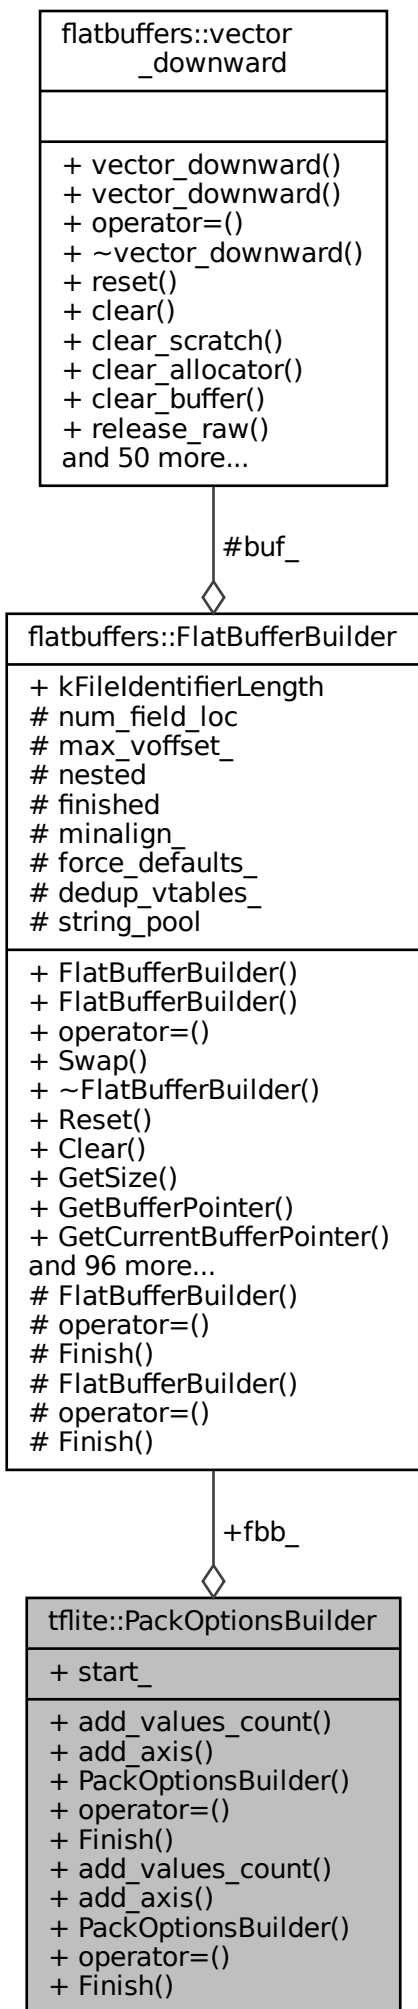 flatbuffers::vector
_downward
+ vector_downward()
+ vector_downward()
+ operator=()
+ ~vector_downward()
+ reset()
+ clear()
+ clear_scratch()
+ clear_allocator()
+ clear_buffer()
+ release_raw()
and 50 more...
#buf_
flatbuffers::FlatBufferBuilder
+ kFileIdentifierLength
# num_field_loc
# max_voffset_
# nested
# finished
# minalign_
# force_defaults_
# dedup_vtables_
# string_pool
+ FlatBufferBuilder()
+ FlatBufferBuilder()
+ operator=()
+ Swap()
+ ~FlatBufferBuilder()
+ Reset()
+ Clear()
+ GetSize()
+ GetBufferPointer()
+ GetCurrentBufferPointer()
and 96 more...
# FlatBufferBuilder()
# operator=()
# Finish()
# FlatBufferBuilder()
# operator=()
# Finish()
+fbb_
tflite::PackOptionsBuilder
+ start_
+ add_values_count()
+ add_axis()
+ PackOptionsBuilder()
+ operator=()
+ Finish()
+ add_values_count()
+ add_axis()
+ PackOptionsBuilder()
+ operator=()
+ Finish()